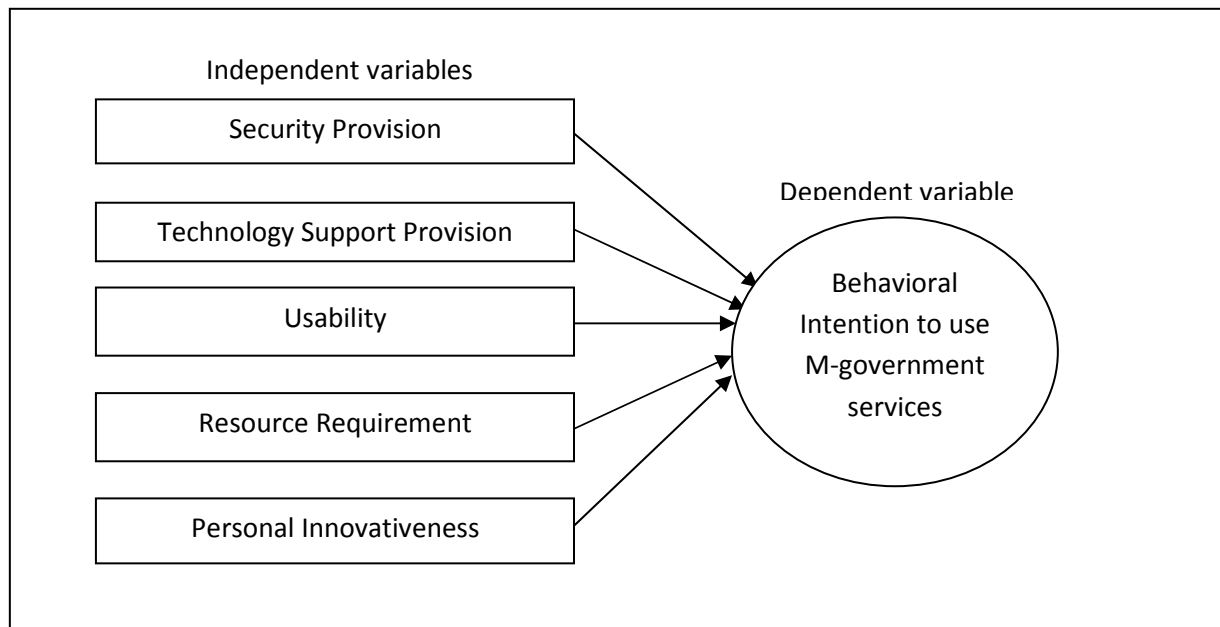 Independent variables
Security Provision
Technology Support Provision
Usability
Resource Requirement
Personal Innovativeness
Dependent variable
Behavioral
Intention to use
M-government
services